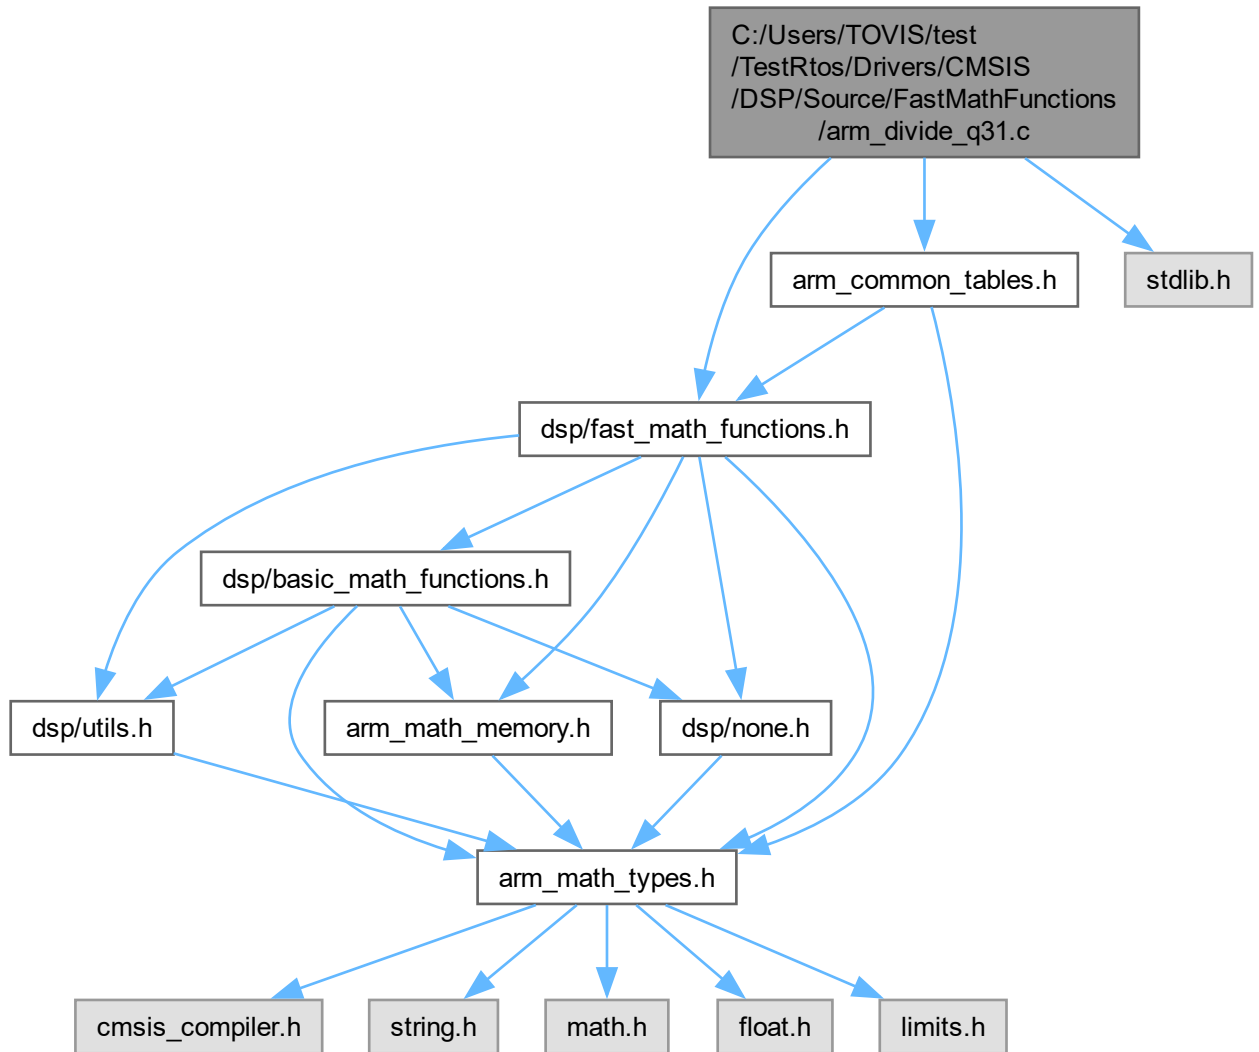 C:/Users/TOVIS/test
/TestRtos/Drivers/CMSIS
/DSP/Source/FastMathFunctions
/arm_divide_q31.c
arm_common_tables.h
stdlib.h
dsp/fast_math_functions.h
dsp/basic_math_functions.h
dsp/utils.h
arm_math_memory.h
dsp/none.h
arm_math_types.h
cmsis_compiler.h
string.h
math.h
float.h
limits.h